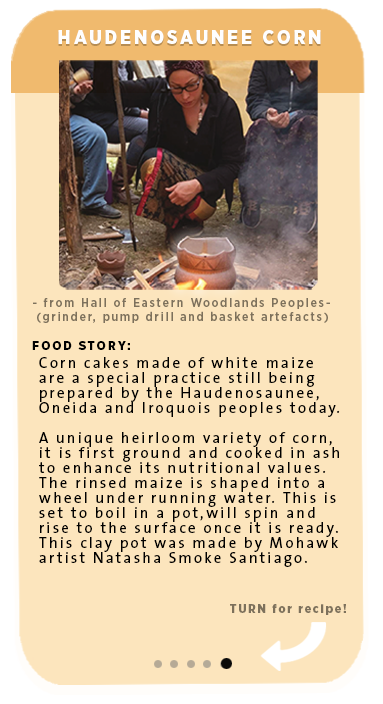 HAUDENOSAUNEE CORN
- from Hall of Eastern Woodlands Peoples-
(grinder, pump drill and basket artefacts)
FOOD STORY:
Corn cakes made of white maize
are a special practice still being
prepared by the Haudenosaunee,
Oneida and Iroquois peoples today.
A unique heirloom variety of corn,
it is first ground and cooked in ash
to enhance its nutritional values.
The rinsed maize is shaped into a
wheel under running water. This is
set to boil in a pot,will spin and
rise to the surface once it is ready.
This clay pot was made by Mohawk
artist Natasha Smoke Santiago.
TURN for recipe!